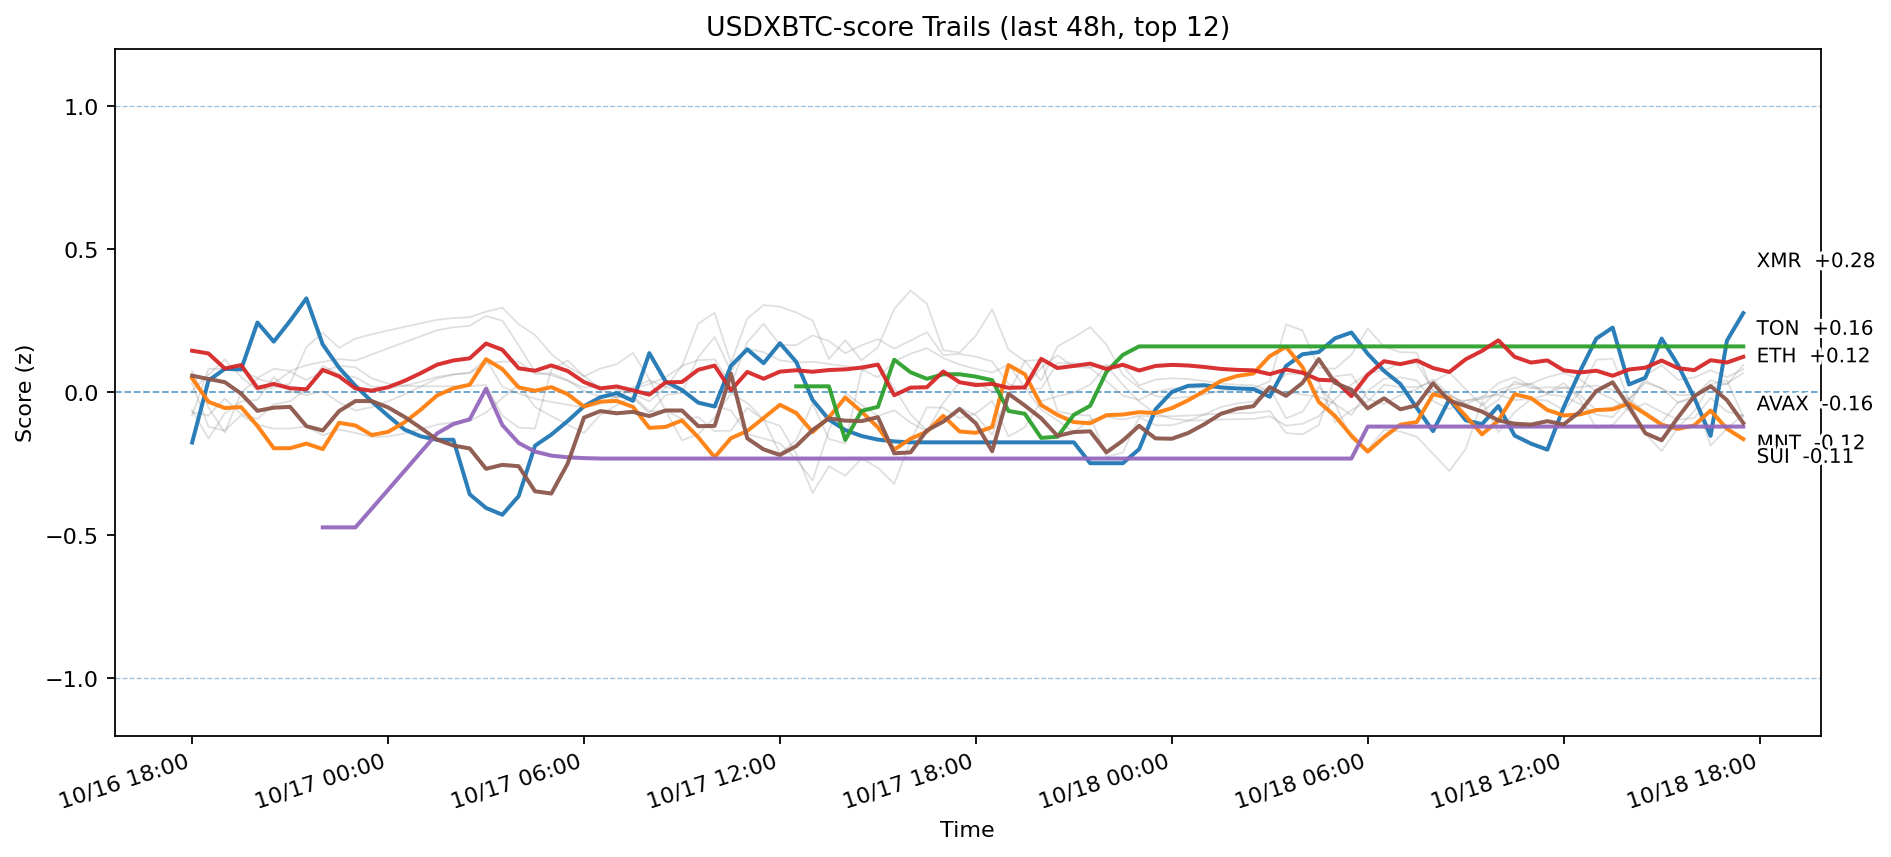 USDXBTC-score Trails (last 48h, top 12)
Score (z)
1.0
0.5
0.0
−0.5
−1.0
XMR +0.28
TON +0.16
ETH +0.12
AVAX -0.16
MNT -0.12
SUI -0.11
10/16 18:00
10/17 00:00
10/17 06:00
10/17 12:00
10/17 18:00
10/18 00:00
10/18 06:00
10/18 12:00
10/18 18:00
Time